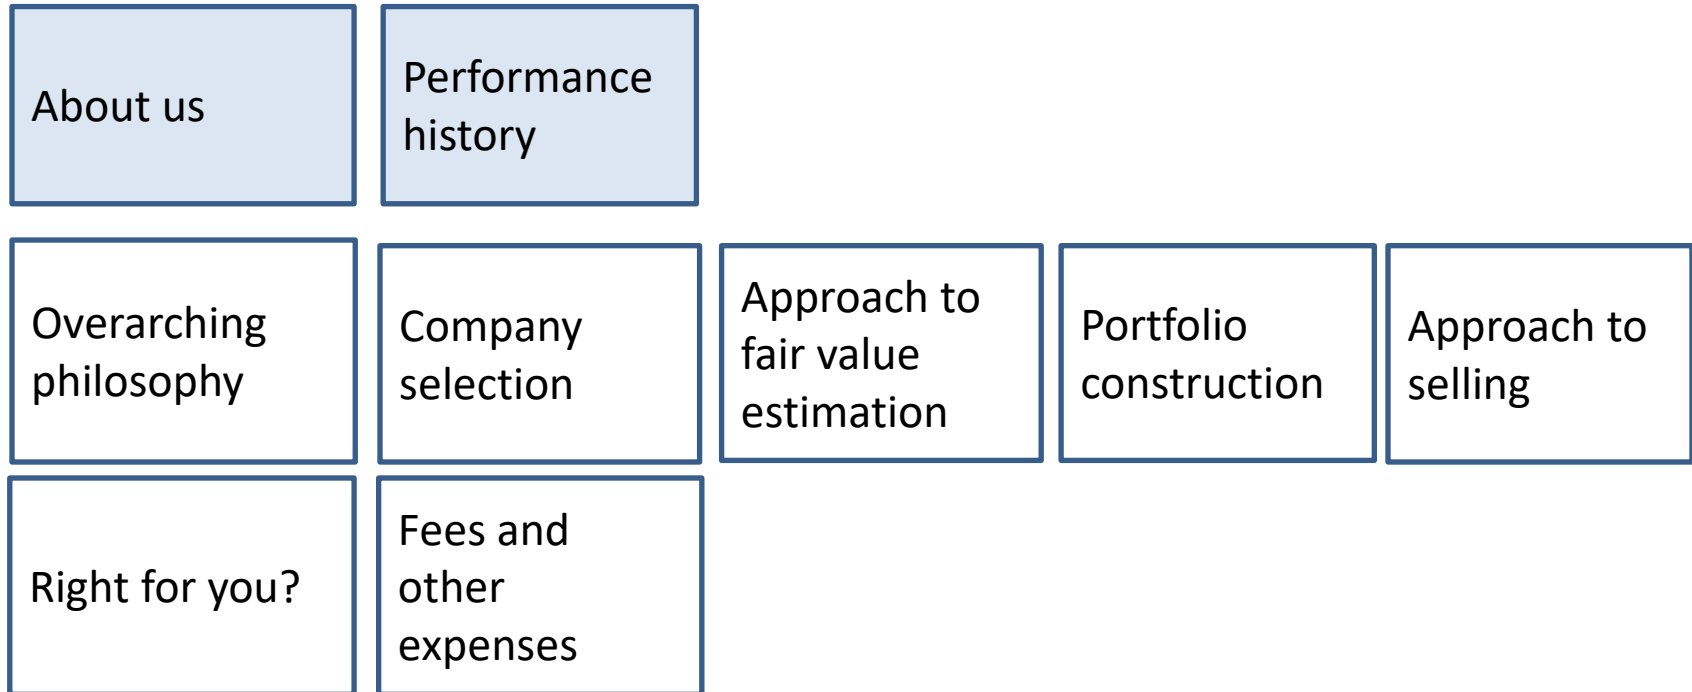 About us
Performance
history
Overarching
philosophy
Company
selection
Approach to
fair value
estimation
Portfolio
construction
Approach to
selling
Right for you?
Fees and
other
expenses